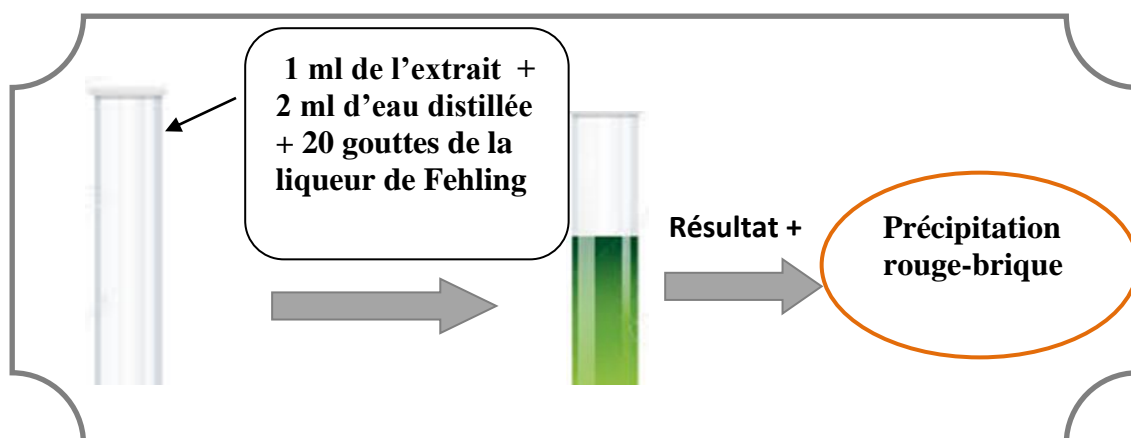 1 ml de l’extrait +
2 ml d’eau distillée
+ 20 gouttes de la
liqueur de Fehling
Résultat +
Précipitation
rouge-brique